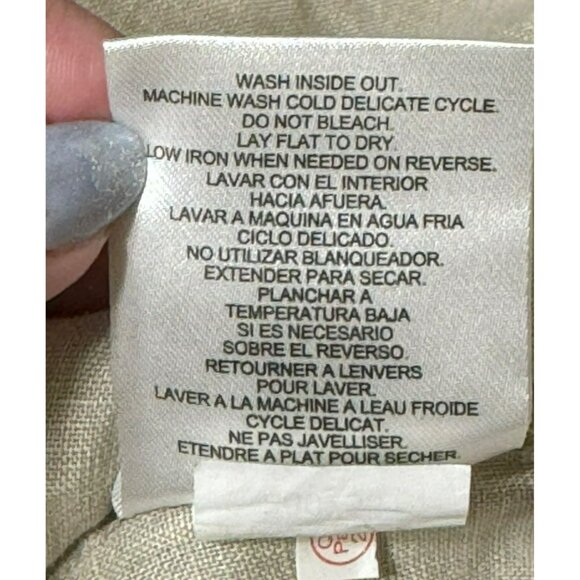 WASH INSIDE OUT.
MACHINE WASH COLD DELICATE CYCLE.
DO NOT BLEACH.
LAY FLAT TO DRY.
LOW IRON WHEN NEEDED ON REVERSE.
LAVAR CON EL INTERIOR
HACIA AFUERA.
LAVAR A MAQUINA EN AGUA FRIA
CICLO DELICADO.
NO UTILIZAR BLANQUEADOR.
EXTENDER PARA SECAR.
PLANCHAR A
TEMPERATURA BAJA
SI ES NECESARIO
SOBRE EL REVERSO.
RETOURNER A LENVERS
POUR LAVER.
LAVER A LA MACHINE A LEAU FROIDE
CYCLE DELICAT.
NE PAS JAVELLISER.
ETENDRE A PLAT POUR SECHER.